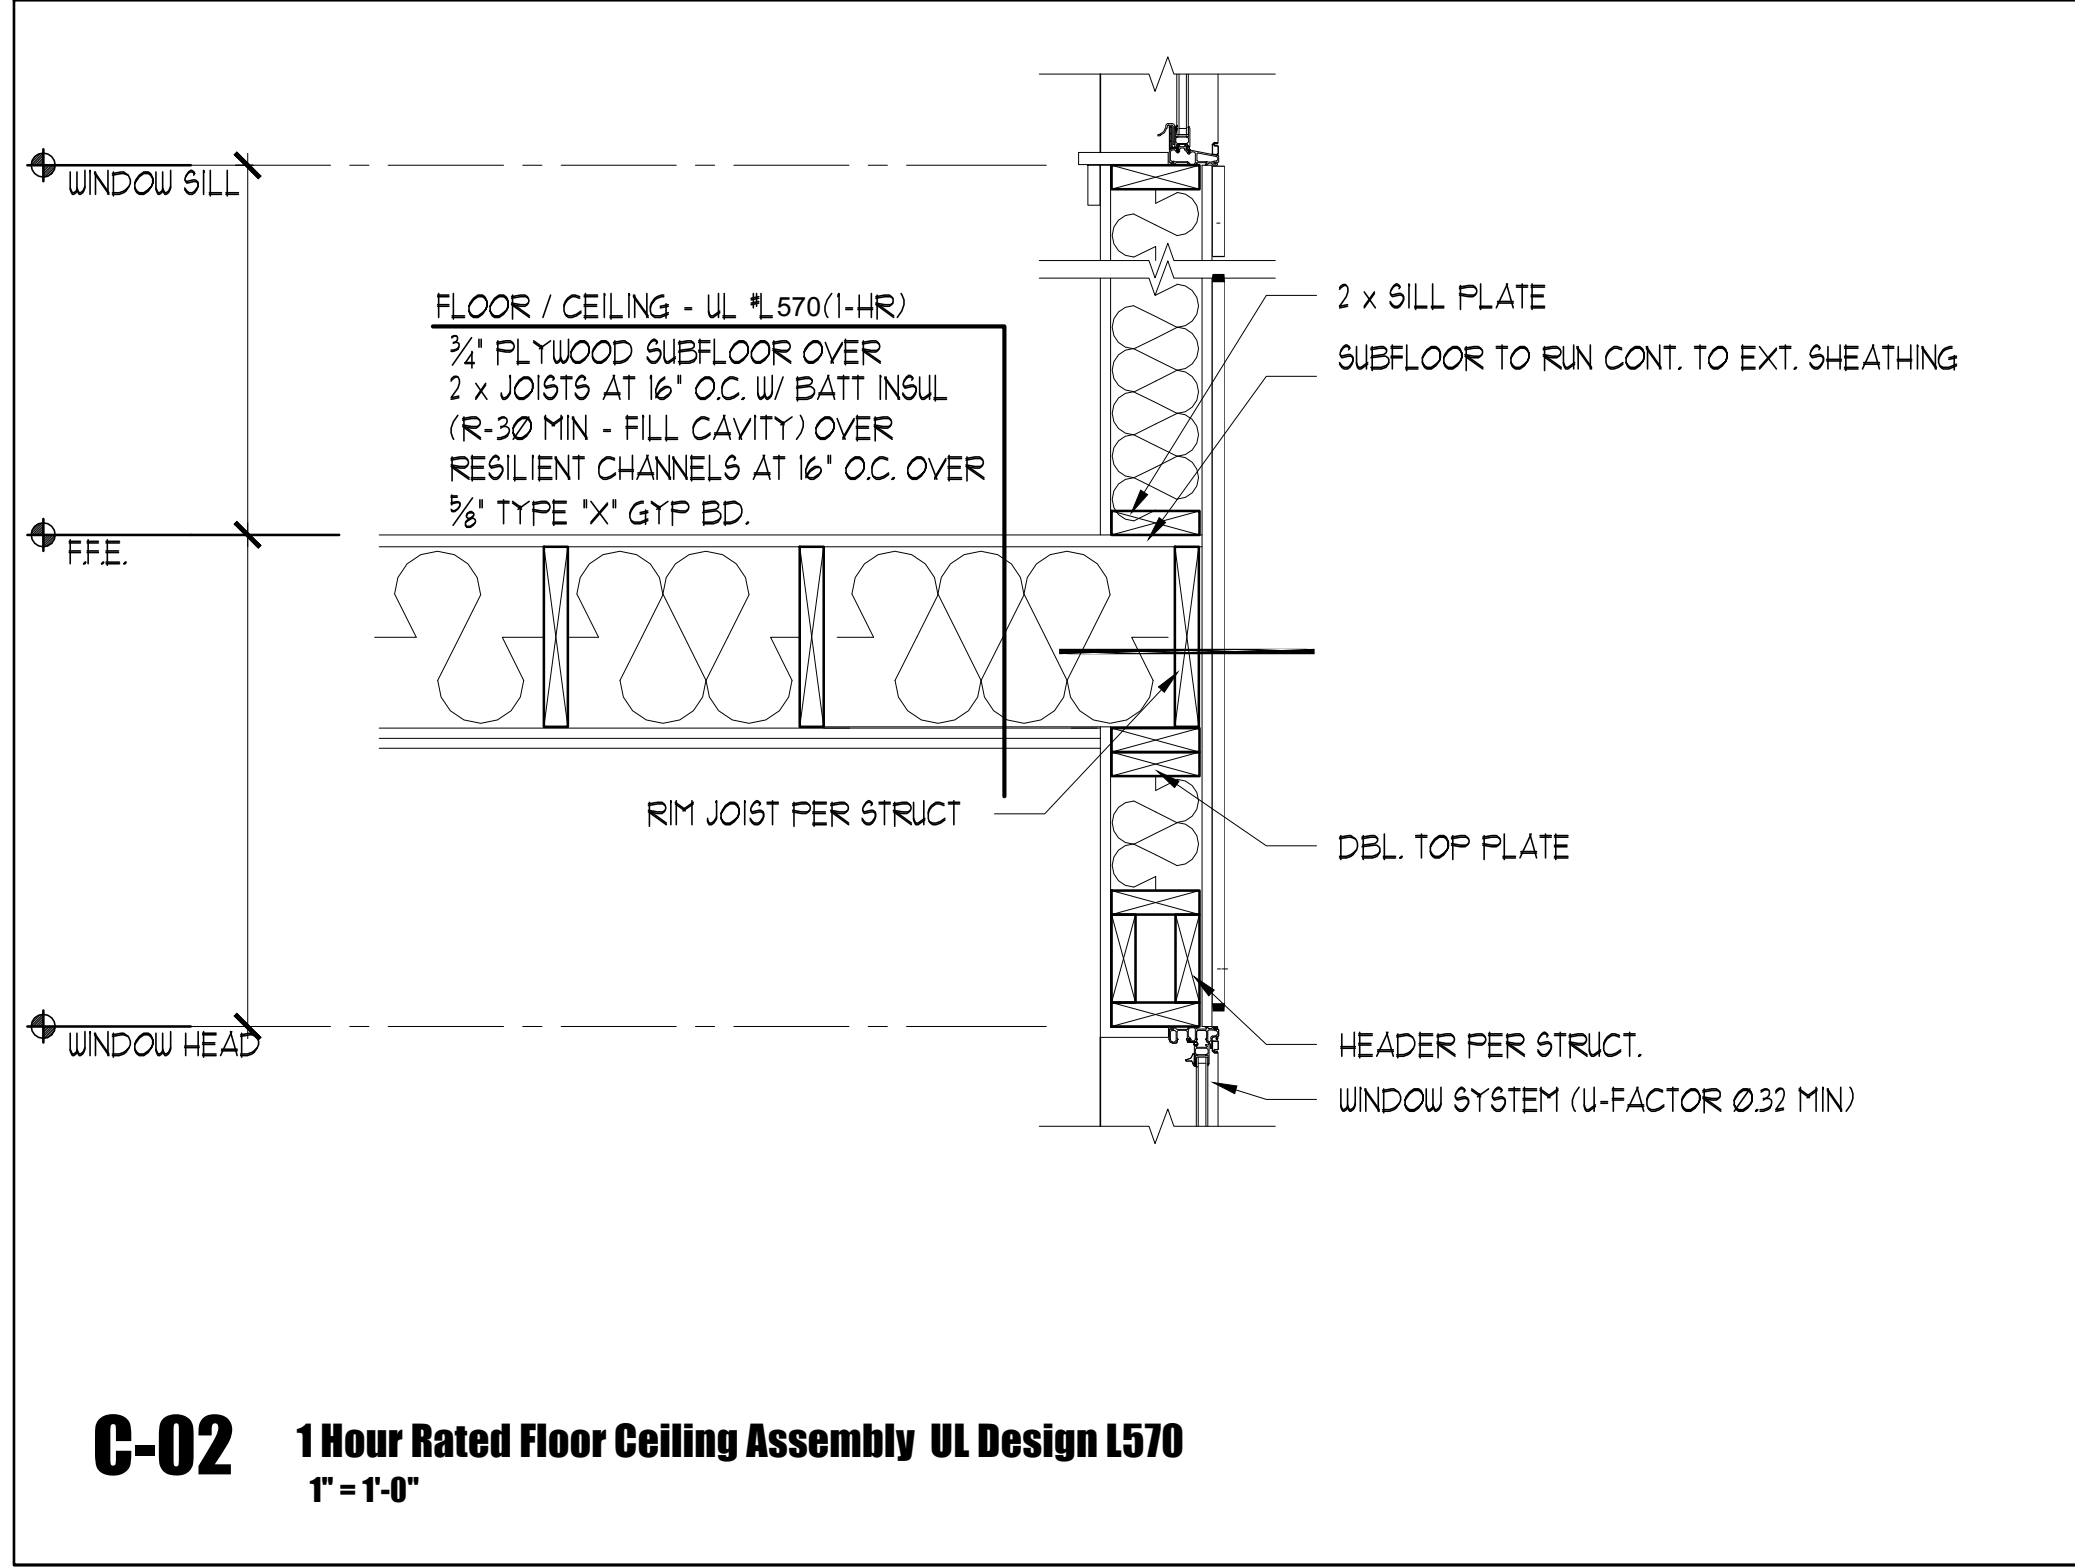 WINDOW SILL
FLOOR / CEILING - UL #L570(1-HR)
3/4" PLYWOOD SUBFLOOR OVER
2 x JOISTS AT 16" O.C. W/ BATT INSUL
(R-30 MIN - FILL CAVITY) OVER
RESILIENT CHANNELS AT 16" O.C. OVER
5/8" TYPE "X" GYP BD.
2 x SILL PLATE
SUBFLOOR TO RUN CONT. TO EXT. SHEATHING
F.F.E.
RIM JOIST PER STRUCT
DBL. TOP PLATE
WINDOW HEAD
HEADER PER STRUCT.
WINDOW SYSTEM (U-FACTOR 0.32 MIN)
C-02
1 Hour Rated Floor Ceiling Assembly UL Design L570
1" = 1'-0"